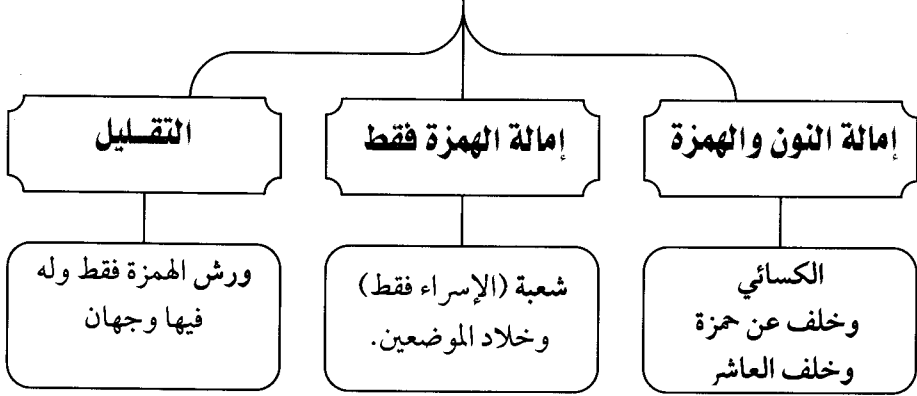 إمالة النون والهمزة
إمالة الهمزة فقط
التقليل
الكسائي
وخلف عن حمزة
وخلف العاشر
شعبة (الإسراء فقط)
وخلاد الموضعين.
ورش الهمزة فقط وله
فيها وجهان